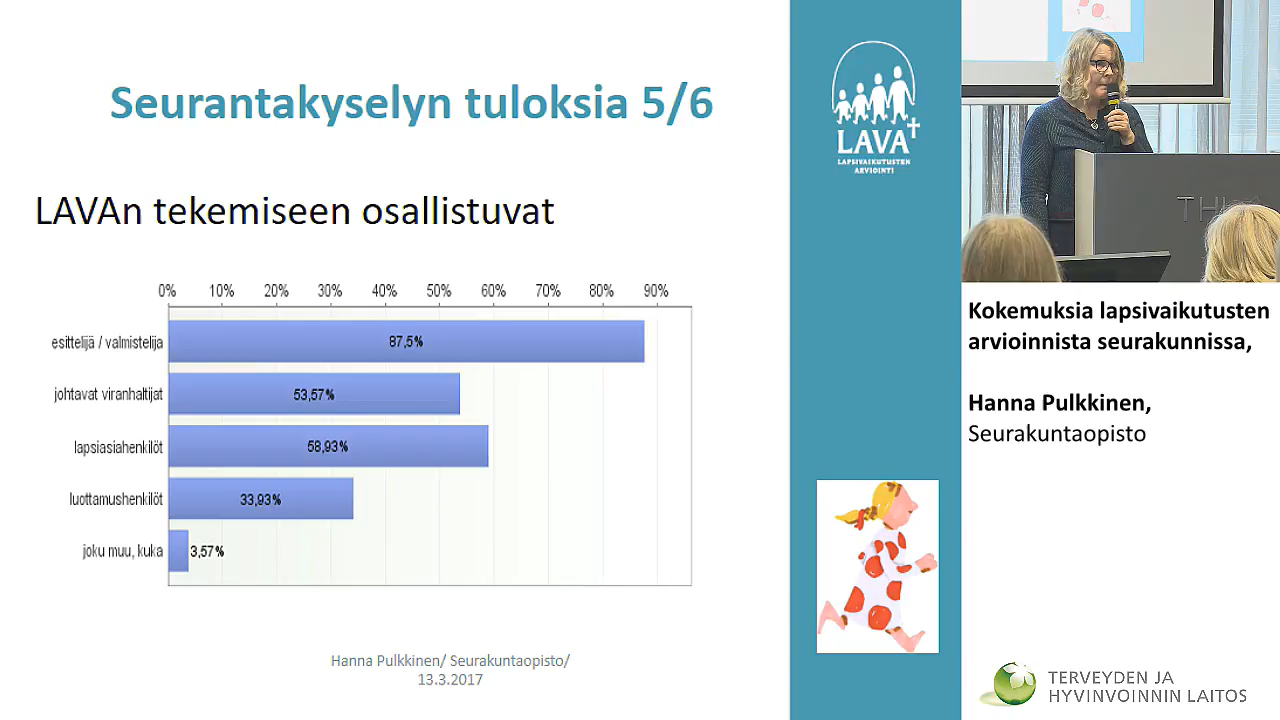 Seurantakyselyn tuloksia 5/6
LAVAn tekemiseen osallistuvat
0% 10% 20% 30% 40% 50% 60% 70% 80% 90%
esittelijä / valmistelija 87,5%
johtavat viranhaltijat 53,57%
lapsiasiahenkilöt 58,93%
luottamushenkilöt 33,93%
joku muu, kuka 3,57%
Hanna Pulkkinen/ Seurakuntaopisto/
13.3.2017
LAVA
LAPSIVAIKUTUSTEN
ARVIOINTI
THL
Kokemuksia lapsivaikutusten
arvioinnista seurakunnissa,
Hanna Pulkkinen,
Seurakuntaopisto
TERVEYDEN JA
HYVINVOINNIN LAITOS